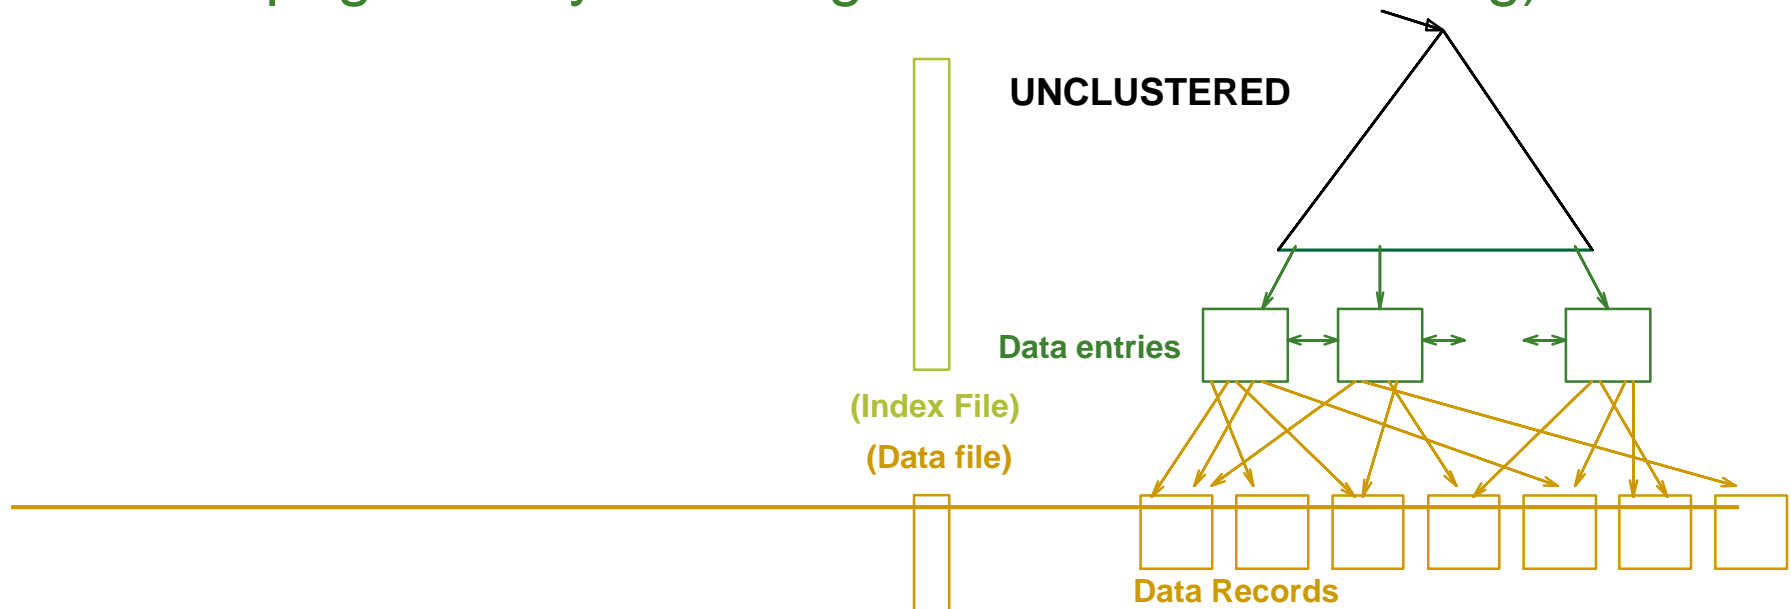 UNCLUSTERED
Data entries
(Index File)
(Data file)
Data Records